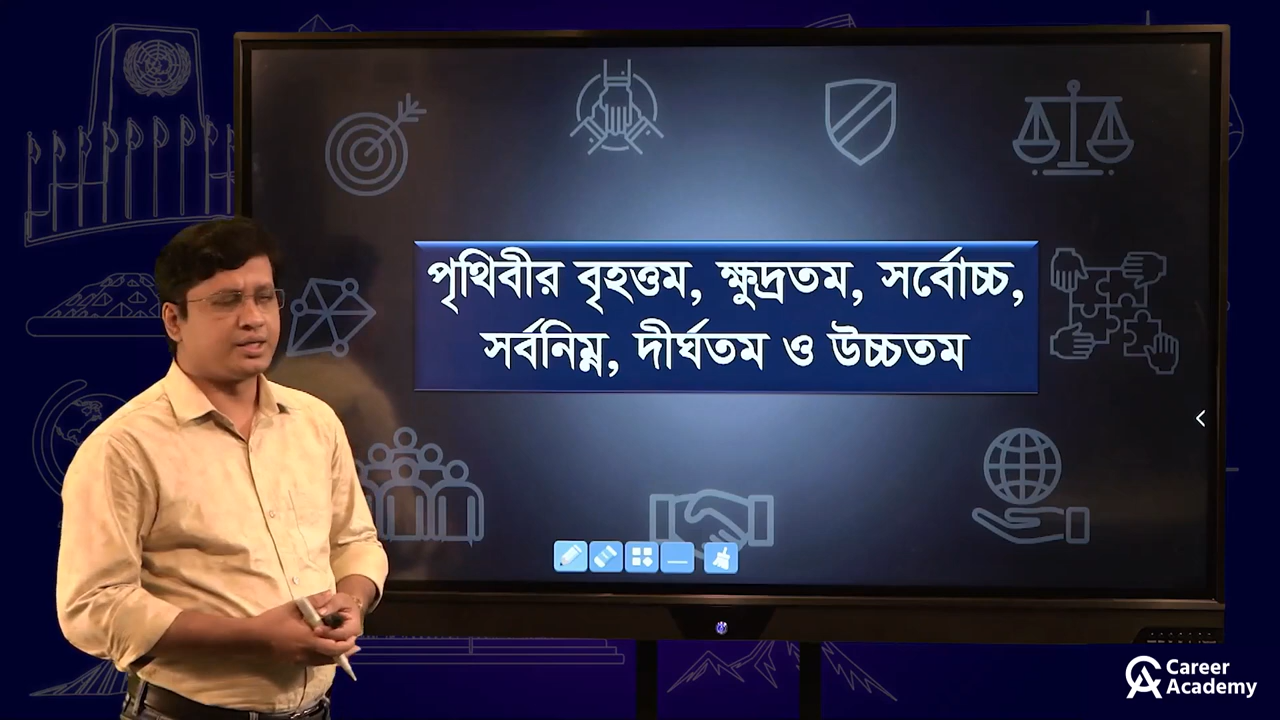 পৃথিবীর বৃহত্তম, ক্ষুদ্রতম, সর্বোচ্চ,
সর্বনিম্ন, দীর্ঘতম ও উচ্চতম
Career
Academy